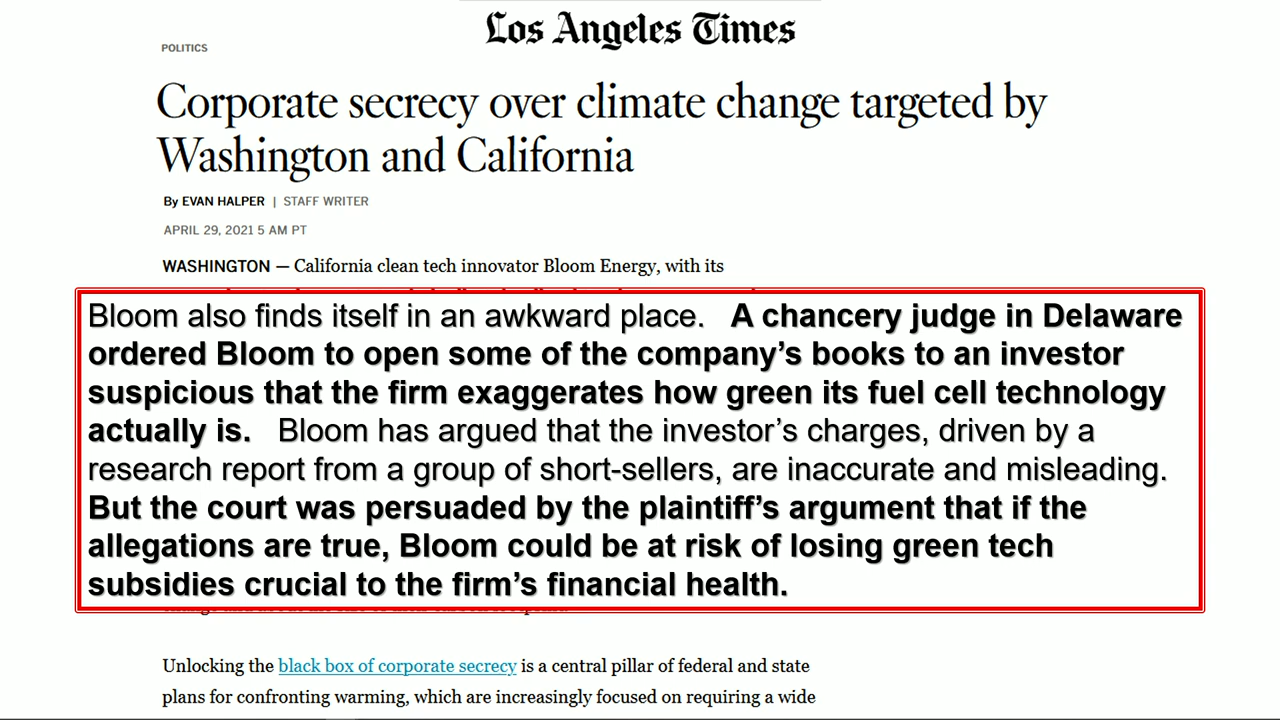 Los Angeles Times
POLITICS
Corporate secrecy over climate change targeted by
Washington and California
By EVAN HALPER | STAFF WRITER
APRIL 29, 2021 5 AM PT
WASHINGTON — California clean tech innovator Bloom Energy, with its
Bloom also finds itself in an awkward place. A chancery judge in Delaware
ordered Bloom to open some of the company’s books to an investor
suspicious that the firm exaggerates how green its fuel cell technology
actually is. Bloom has argued that the investor’s charges, driven by a
research report from a group of short-sellers, are inaccurate and misleading.
But the court was persuaded by the plaintiff’s argument that if the
allegations are true, Bloom could be at risk of losing green tech
subsidies crucial to the firm’s financial health.
Unlocking the black box of corporate secrecy is a central pillar of federal and state
plans for confronting warming, which are increasingly focused on requiring a wide